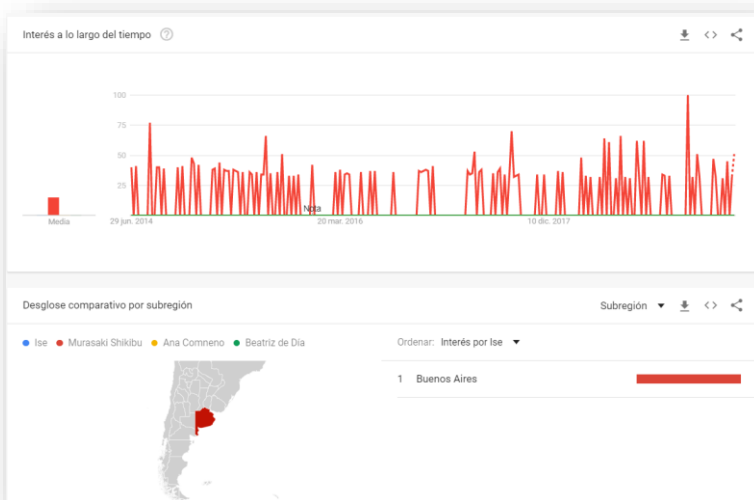 Interés a lo largo del tiempo
100
75
50
25
Nota
Media
29 jun. 2014
20 mar. 2016
10 dic. 2017
Desglose comparativo por subregión
Subregión
Ise
Murasaki Shikibu
Ana Comneno
Beatriz de Día
Ordenar: Interés por Ise
1 Buenos Aires